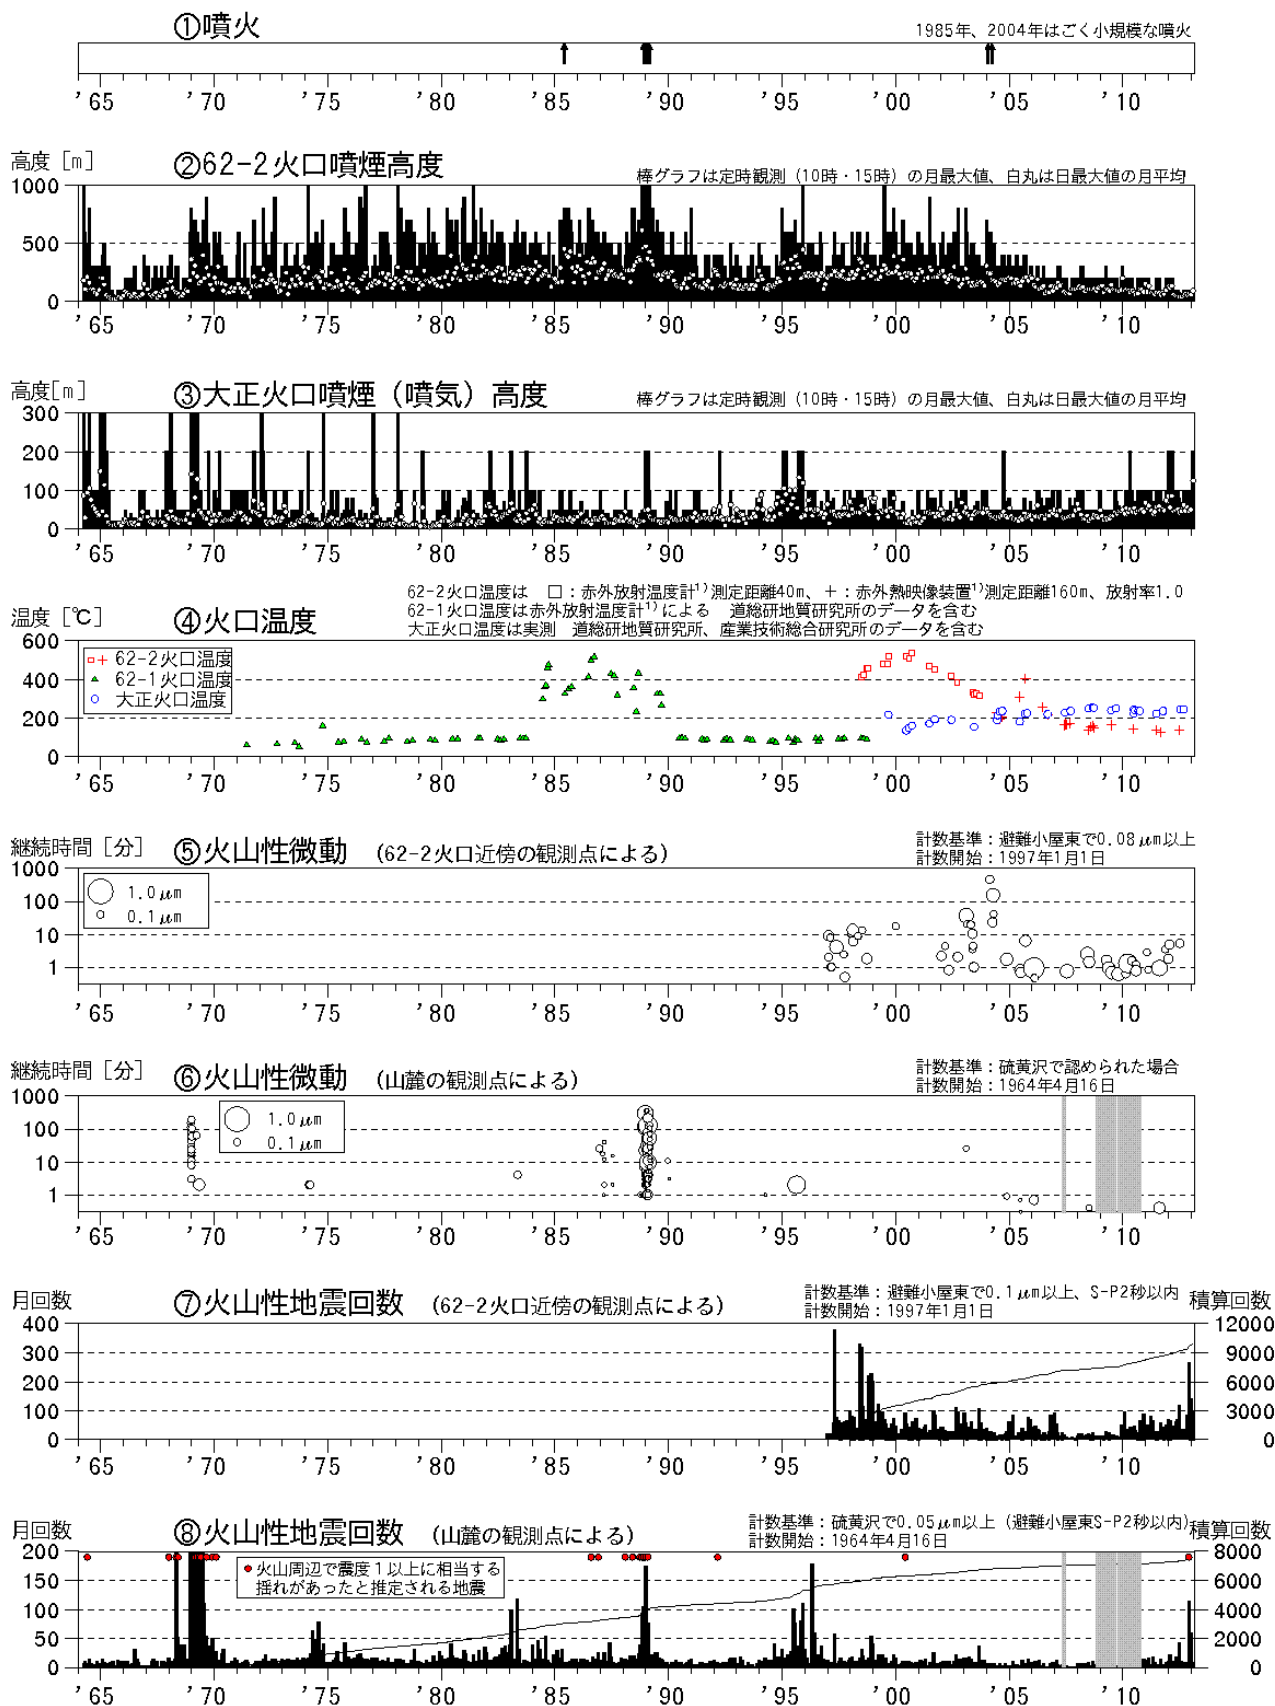 ①噴火
1985年、2004年はごく小規模な噴火
'65 '70 '75 '80 '85 '90 '95 '00 '05 '10
高度［m］
②62-2火口噴煙高度
棒グラフは定時観測（10時・15時）の月最大値、白丸は日最大値の月平均
1000
500
0
'65 '70 '75 '80 '85 '90 '95 '00 '05 '10
高度[m]
③大正火口噴煙（噴気）高度
棒グラフは定時観測（10時・15時）の月最大値、白丸は日最大値の月平均
300
200
100
0
'65 '70 '75 '80 '85 '90 '95 '00 '05 '10
62-2火口温度は　□：赤外放射温度計1)測定距離40m、＋：赤外熱映像装置1)測定距離160m、放射率1.0
62-1火口温度は赤外放射温度計1)による　道総研地質研究所のデータを含む
大正火口温度は実測　道総研地質研究所、産業技術総合研究所のデータを含む
温度［℃］
④火口温度
600
400
200
0
□＋ 62-2火口温度
▲ 62-1火口温度
○ 大正火口温度
'65 '70 '75 '80 '85 '90 '95 '00 '05 '10
継続時間［分］
⑤火山性微動　(62-2火口近傍の観測点による)
計数基準：避難小屋東で0.08μm以上
計数開始：1997年1月1日
1000
100
10
1
1.0μm
0.1μm
'65 '70 '75 '80 '85 '90 '95 '00 '05 '10
継続時間［分］
⑥火山性微動　(山麓の観測点による)
計数基準：硫黄沢で認められた場合
計数開始：1964年4月16日
1000
100
10
1
1.0μm
0.1μm
'65 '70 '75 '80 '85 '90 '95 '00 '05 '10
月回数
⑦火山性地震回数　(62-2火口近傍の観測点による)
計数基準：避難小屋東で0.1μm以上、S-P2秒以内
計数開始：1997年1月1日
積算回数
400
300
200
100
0
12000
9000
6000
3000
0
'65 '70 '75 '80 '85 '90 '95 '00 '05 '10
月回数
⑧火山性地震回数　(山麓の観測点による)
計数基準：硫黄沢で0.05μm以上（避難小屋東S-P2秒以内)
計数開始：1964年4月16日
積算回数
200
150
100
50
0
8000
6000
4000
2000
0
● 火山周辺で震度１以上に相当する
揺れがあったと推定される地震
'65 '70 '75 '80 '85 '90 '95 '00 '05 '10